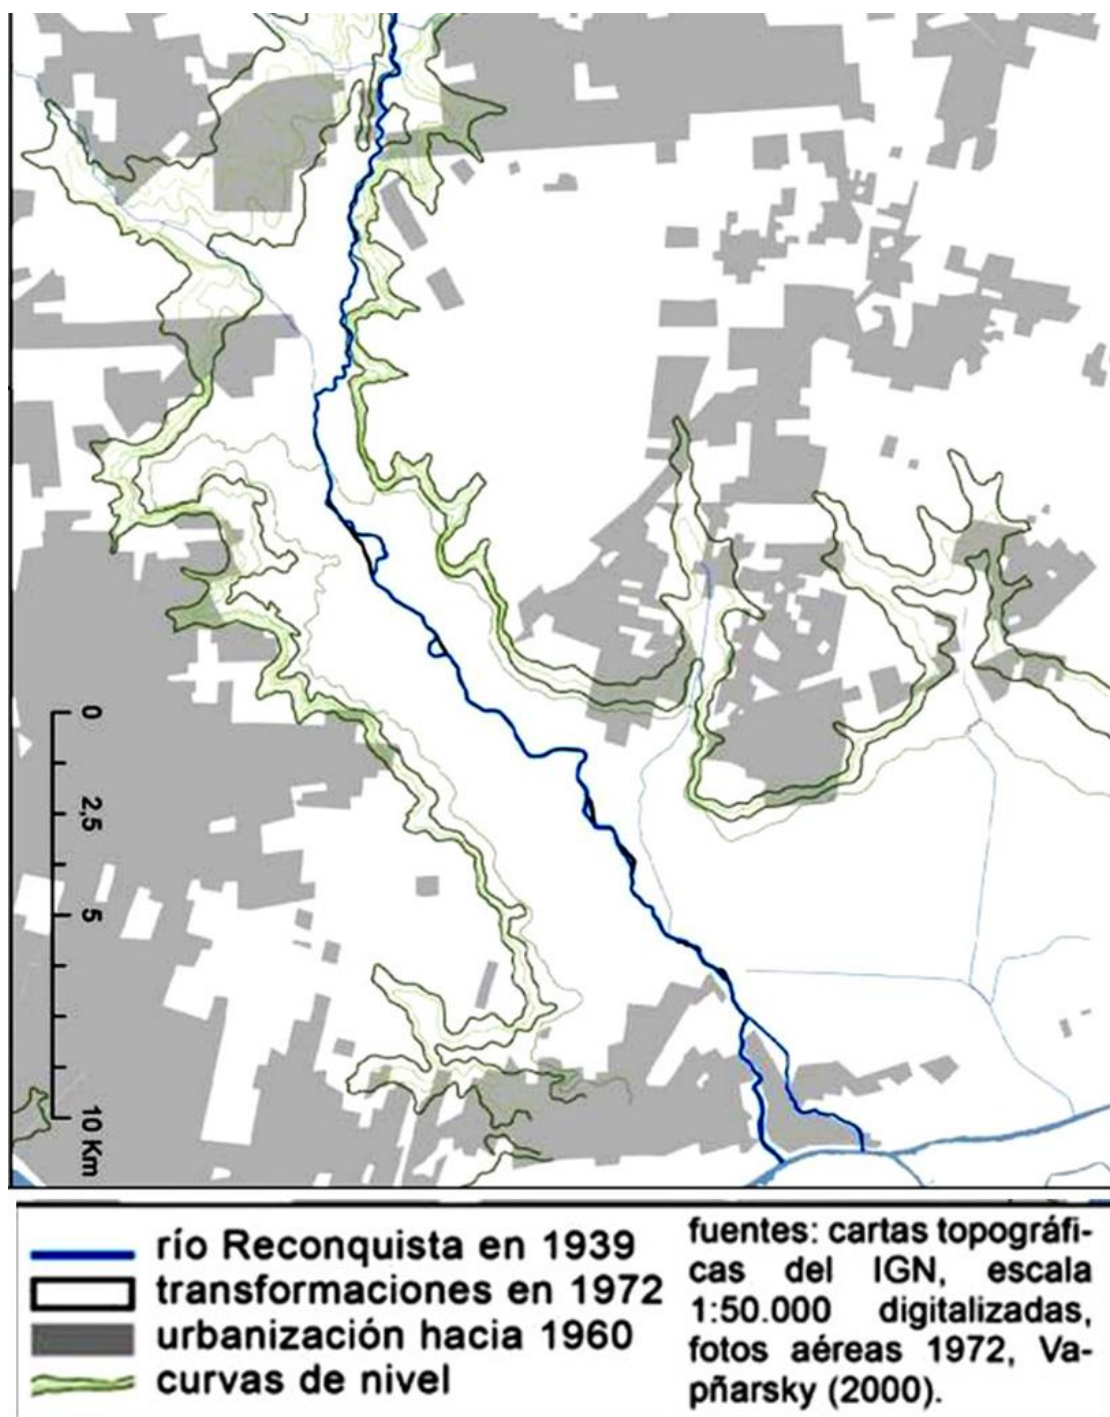 0
2,5
5
10 Km
río Reconquista en 1939
transformaciones en 1972
urbanización hacia 1960
curvas de nivel
fuentes: cartas topográfi-
cas del IGN, escala
1:50.000 digitalizadas,
fotos aéreas 1972, Va-
pñarsky (2000).